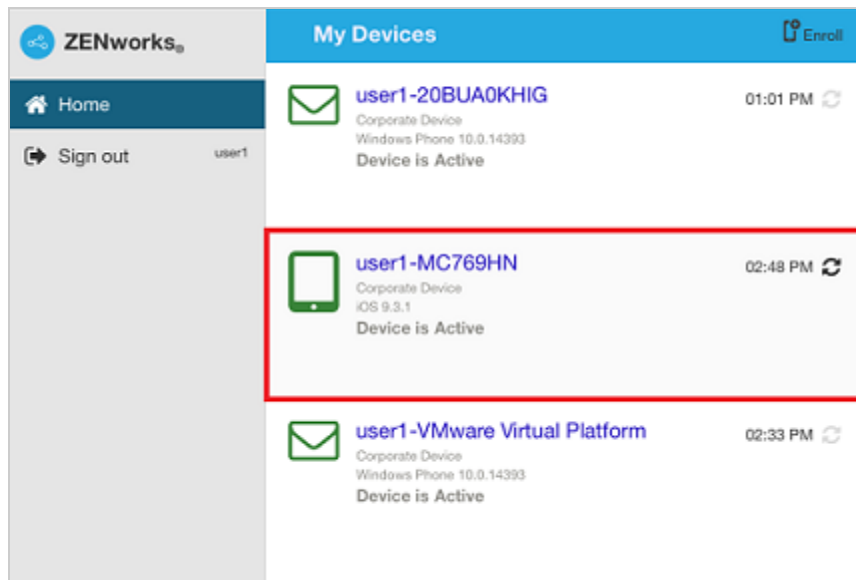 ZENworks®
Home
Sign out
user1
My Devices
Enroll
user1-20BUA0KHIG
01:01 PM
Corporate Device
Windows Phone 10.0.14393
Device is Active
user1-MC769HN
02:48 PM
Corporate Device
iOS 9.3.1
Device is Active
user1-VMware Virtual Platform
02:33 PM
Corporate Device
Windows Phone 10.0.14393
Device is Active